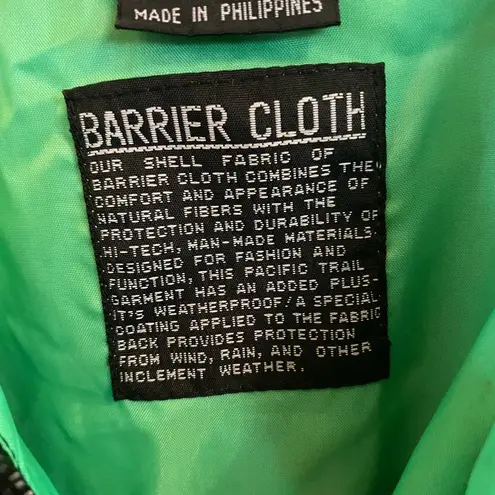 MADE IN PHILIPPINES
BARRIER CLOTH
OUR SHELL FABRIC OF
BARRIER CLOTH COMBINES THE
COMFORT AND APPEARANCE OF
NATURAL FIBERS WITH THE
PROTECTION AND DURABILITY OF
HI-TECH, MAN-MADE MATERIALS.
DESIGNED FOR FASHION AND
FUNCTION, THIS PACIFIC TRAIL
GARMENT HAS AN ADDED PLUS-
IT'S WEATHERPROOF/A SPECIAL
COATING APPLIED TO THE FABRIC
BACK PROVIDES PROTECTION
FROM WIND, RAIN, AND OTHER
INCLEMENT WEATHER.